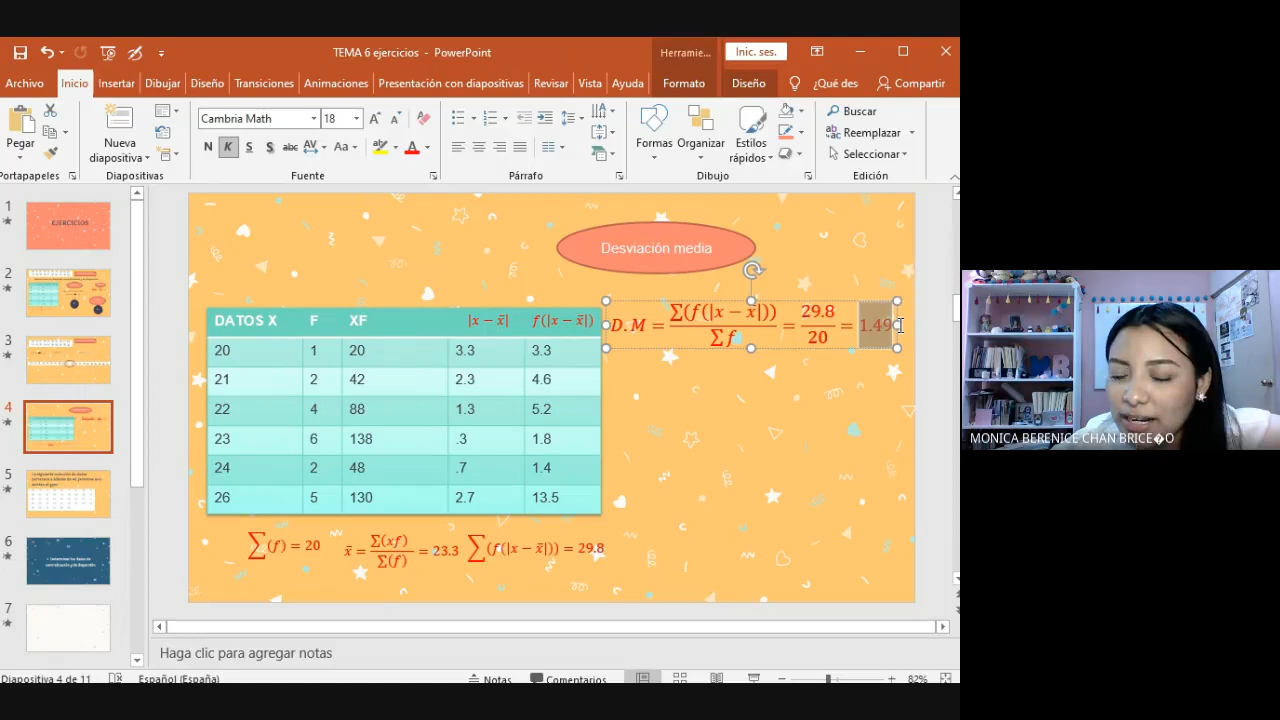 TEMA 6 ejercicios - PowerPoint
Herramie...
Inic. ses.
Archivo Inicio Insertar Dibujar Diseño Transiciones Animaciones Presentación con diapositivas Revisar Vista Ayuda Formato Diseño ¿Qué des Compartir
Cambria Math 18
Pegar
Nueva
diapositiva
N K S S abc AV Aa A
Formas Organizar Estilos
rápidos
Buscar
Reemplazar
Seleccionar
Portapapeles Diapositivas Fuente Párrafo Dibujo Edición
1
EJERCICIOS
2
3
4
5
6
7
Desviación media
DATOS X F XF |x − x̄| f(|x − x̄|)
20 1 20 3.3 3.3
21 2 42 2.3 4.6
22 4 88 1.3 5.2
23 6 138 .3 1.8
24 2 48 .7 1.4
26 5 130 2.7 13.5
D.M = ∑(f(|x − x̄|)) / ∑f = 29.8 / 20 = 1.49
∑(f) = 20
x̄ = ∑(xf) / ∑(f) = 23.3
∑(f(|x − x̄|)) = 29.8
Haga clic para agregar notas
Diapositiva 4 de 11 Español (España) Notas Comentarios 82%
MONICA BERENICE CHAN BRICE�O